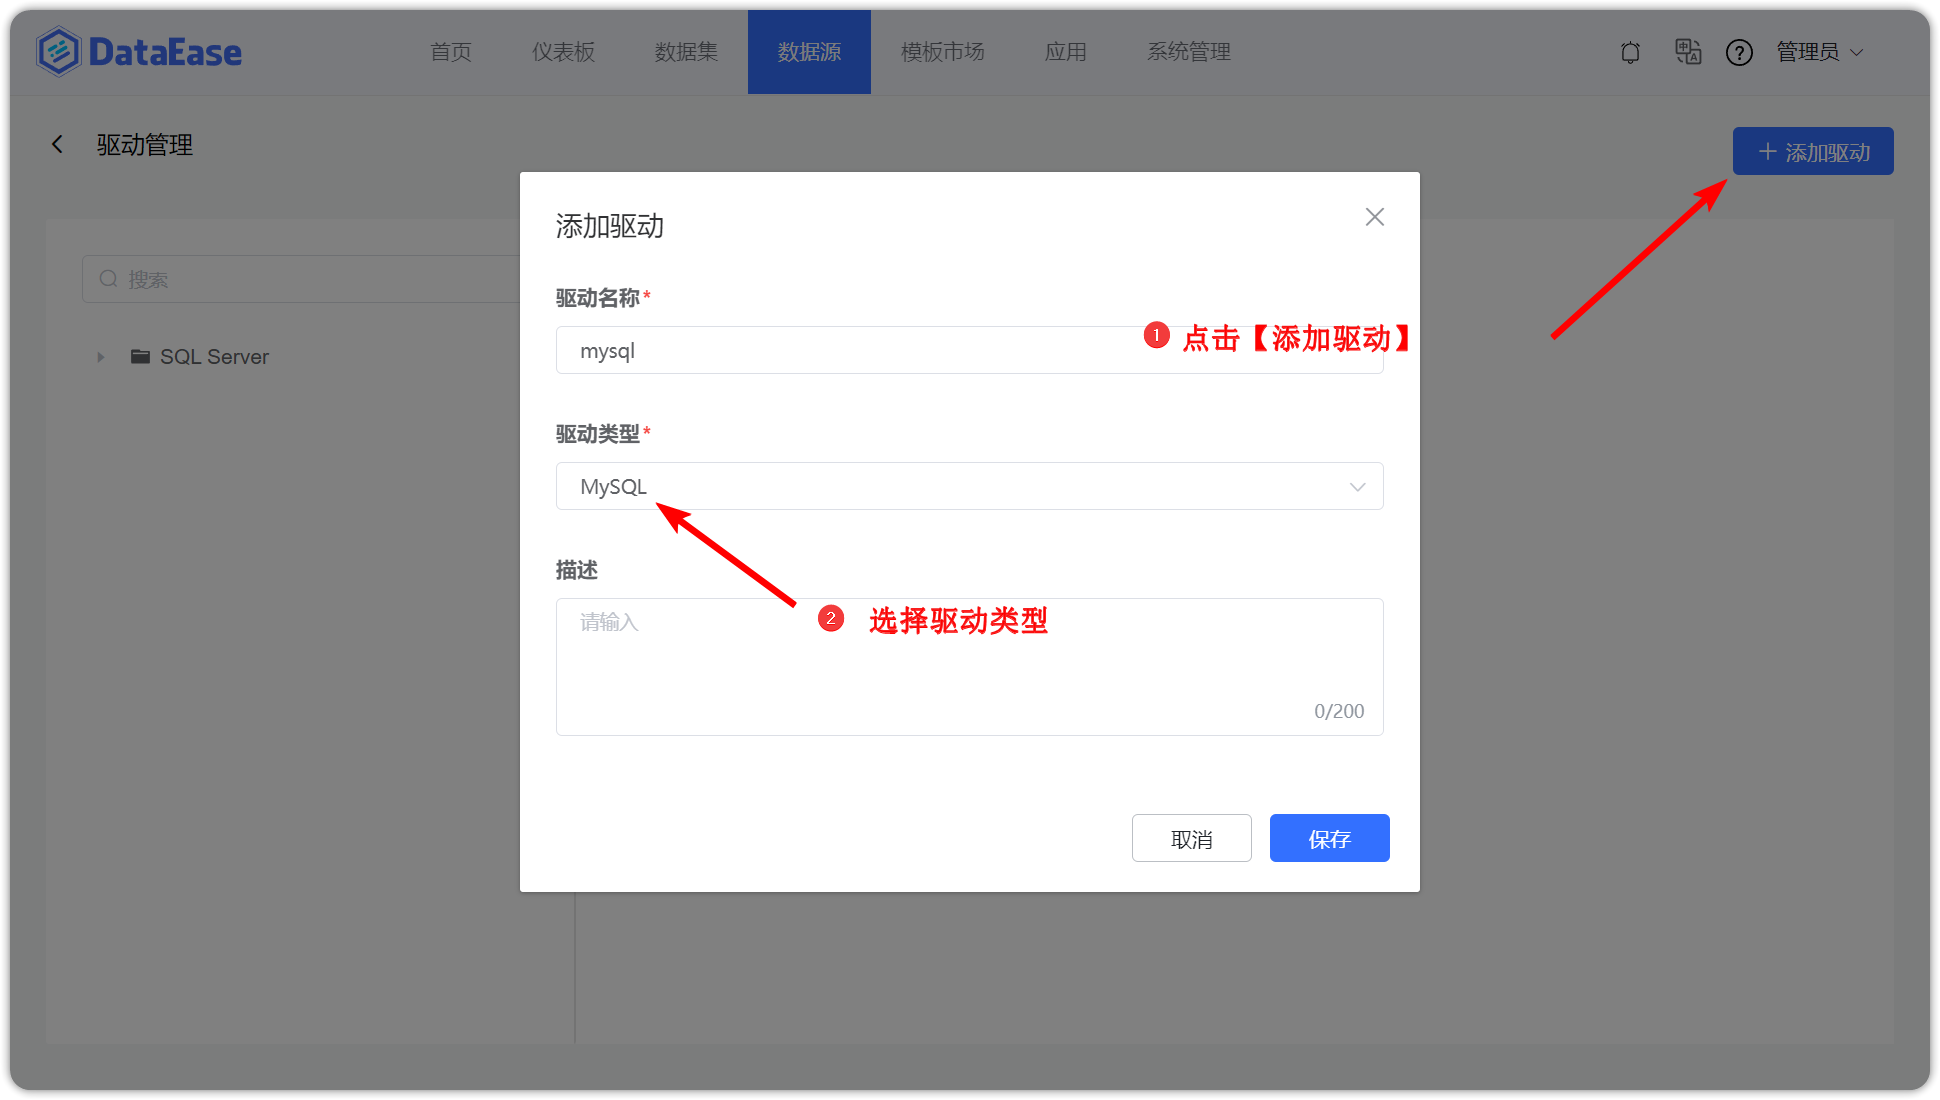 DataEase
首页 仪表板 数据集 数据源 模板市场 应用 系统管理
管理员
驱动管理
添加驱动
搜索
SQL Server
添加驱动
驱动名称*
mysql
1 点击【添加驱动】
驱动类型*
MySQL
描述
请输入
2 选择驱动类型
0/200
取消 保存